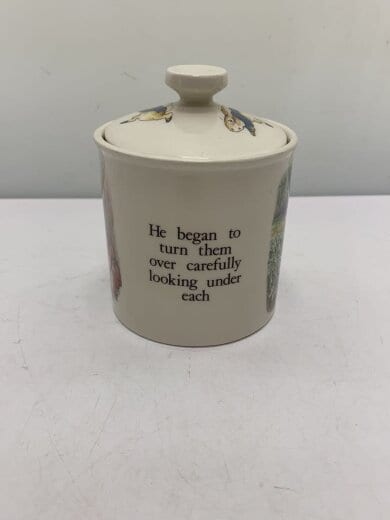 He began to
turn them
over carefully
looking under
each